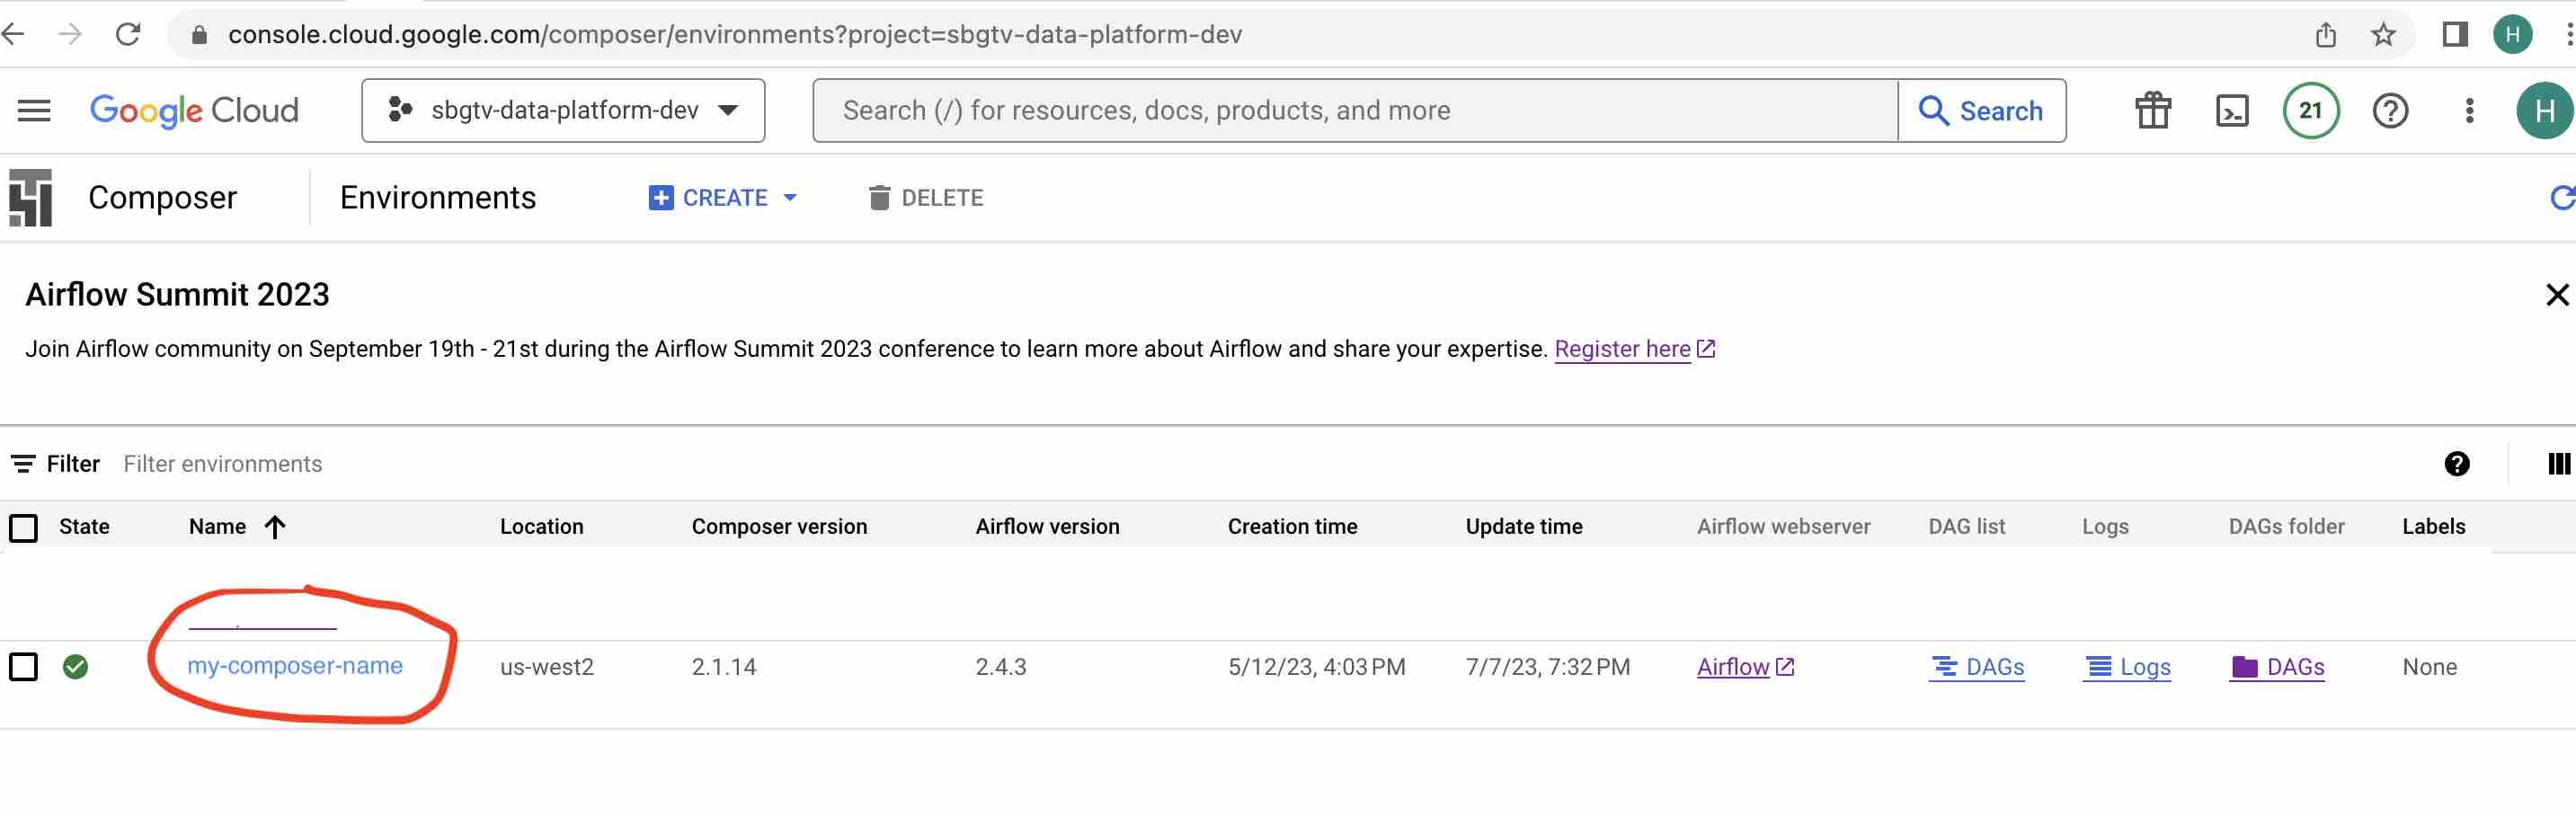 console.cloud.google.com/composer/environments?project=sbgtv-data-platform-dev H
Google Cloud sbgtv-data-platform-dev Search (/) for resources, docs, products, and more Search 21 H
Composer Environments CREATE DELETE
Airflow Summit 2023
Join Airflow community on September 19th - 21st during the Airflow Summit 2023 conference to learn more about Airflow and share your expertise. Register here
Filter Filter environments
State Name Location Composer version Airflow version Creation time Update time Airflow webserver DAG list Logs DAGs folder Labels
my-composer-name us-west2 2.1.14 2.4.3 5/12/23, 4:03 PM 7/7/23, 7:32 PM Airflow DAGs Logs DAGs None